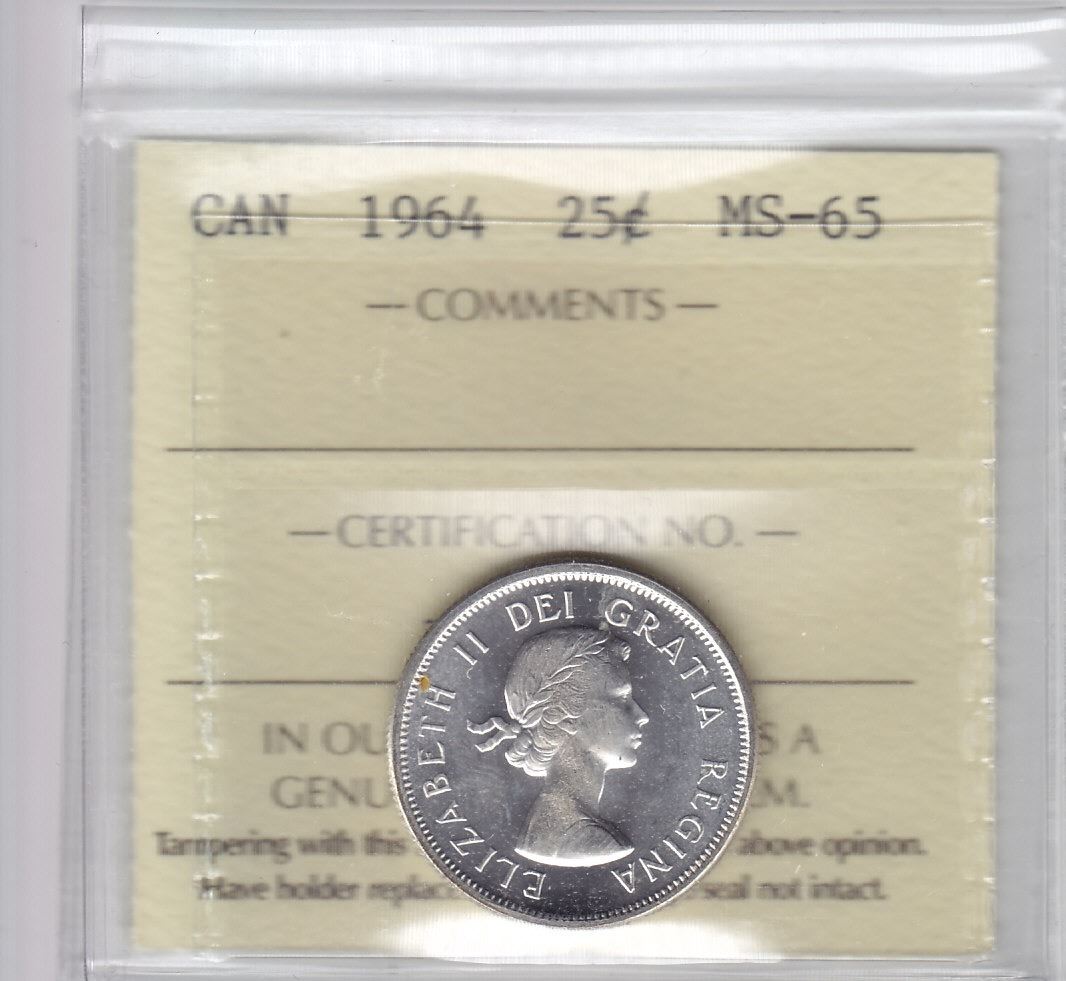 CAN 1964 25¢ MS-65
— COMMENTS —
— CERTIFICATION NO. —
ELIZABETH II DEI GRATIA REGINA
IN OU S A
GENU EM.
Tampering with this above opinion.
Have holder replac seal not intact.